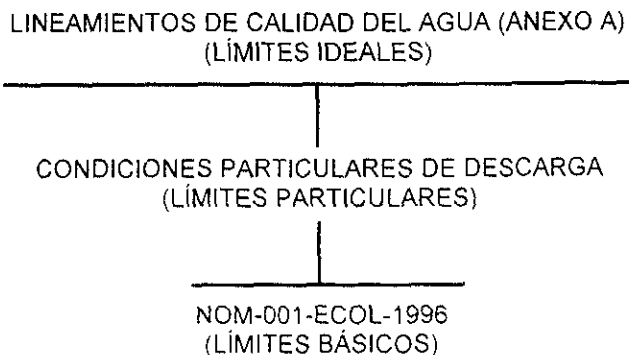 LINEAMIENTOS DE CALIDAD DEL AGUA (ANEXO A)
(LÍMITES IDEALES)
CONDICIONES PARTICULARES DE DESCARGA
(LÍMITES PARTICULARES)
NOM-001-ECOL-1996
(LÍMITES BÁSICOS)